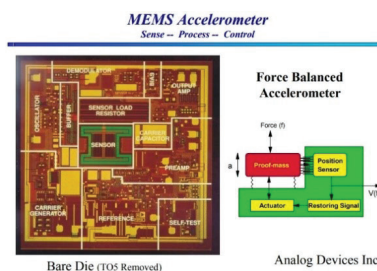 MEMS Accelerometer
Sense -- Process -- Control
DEMODULATOR
BIAS
OUTPUT
AMP
OSCILLATOR
BUFFER
SENSOR LOAD
RESISTOR
CARRIER
CAPACITOR
SENSOR
PREAMP
CARRIER
GENERATOR
REFERENCE
SELF-TEST
Bare Die (TO5 Removed)
Force Balanced
Accelerometer
Force (f)
a
Proof-mass
Position
Sensor
Actuator
Restoring Signal
Analog Devices Inc